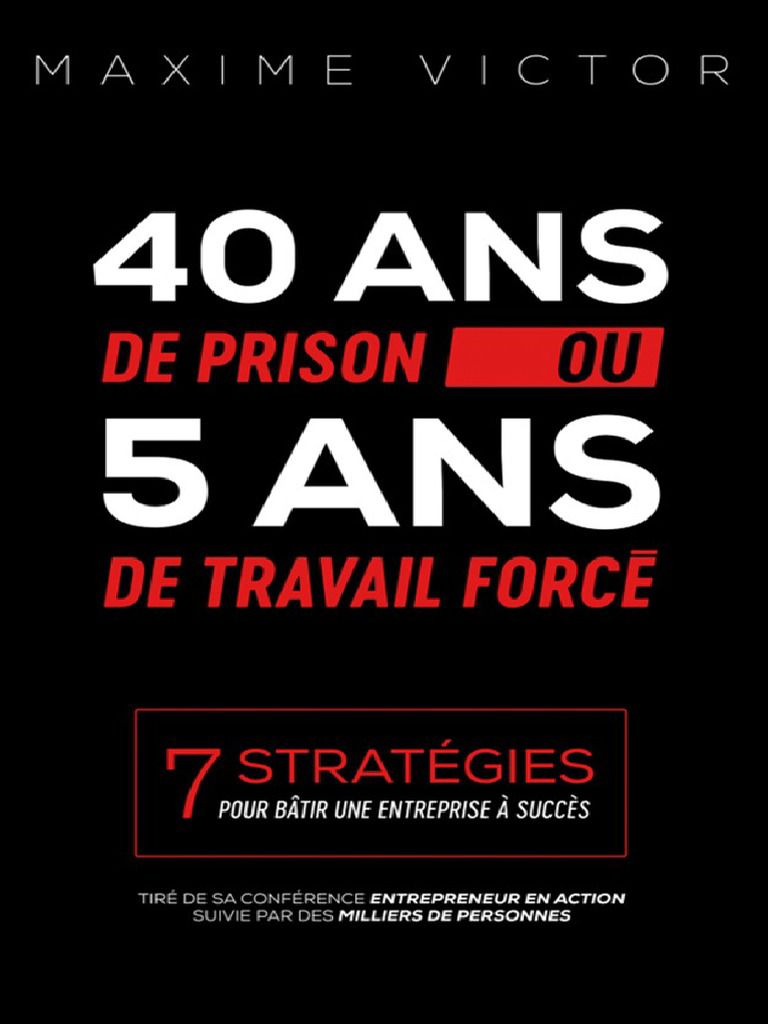 MAXIME VICTOR
40 ANS
DE PRISON OU
5 ANS
DE TRAVAIL FORCÉ
7 STRATÉGIES
POUR BÂTIR UNE ENTREPRISE À SUCCÈS
TIRÉ DE SA CONFÉRENCE ENTREPRENEUR EN ACTION
SUIVIE PAR DES MILLIERS DE PERSONNES